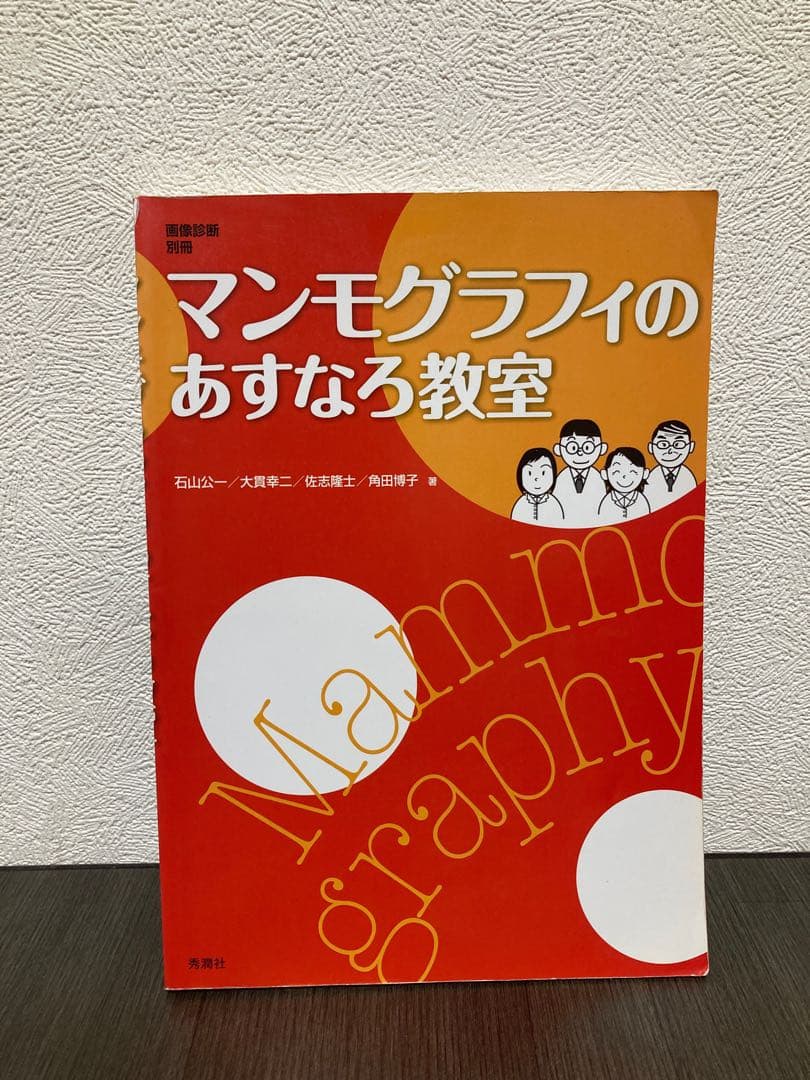 画像診断
別冊
マンモグラフィの
あすなろ教室
石山公一／大貫幸二／佐志隆士／角田博子 著
Mammo
graphy
秀潤社